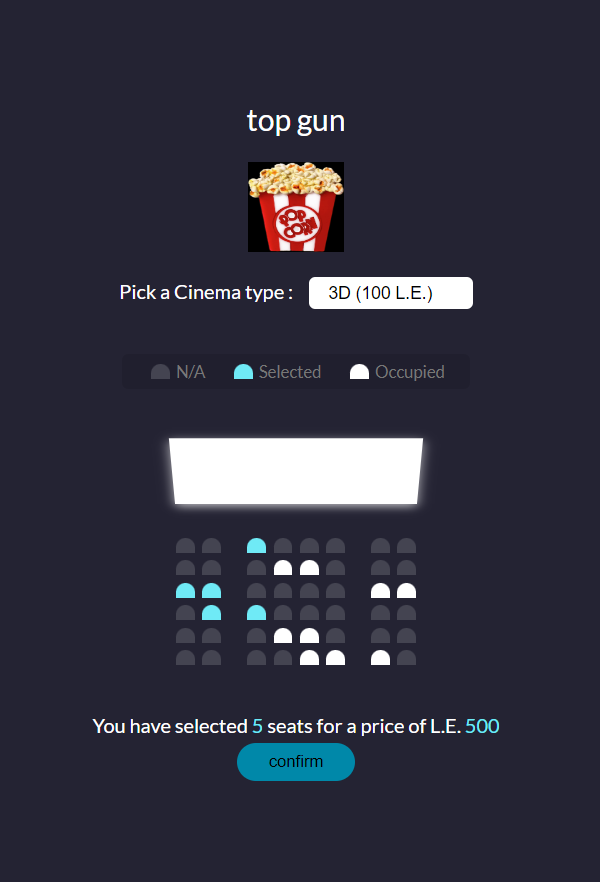 top gun
POP
CORN
Pick a Cinema type : 3D (100 L.E.)
N/A Selected Occupied
You have selected 5 seats for a price of L.E. 500
confirm